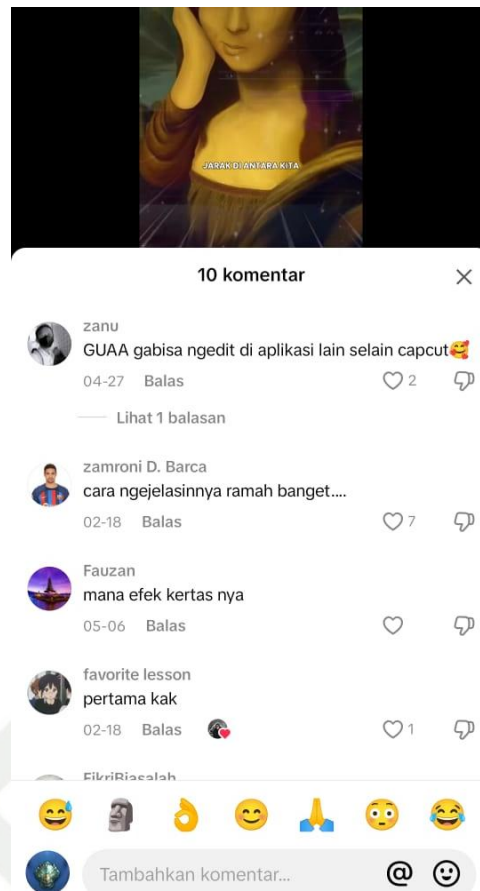 JARAK DI ANTARA KITA
10 komentar
zanu
GUAA gabisa ngedit di aplikasi lain selain capcut🥰
04-27 Balas 2
Lihat 1 balasan
zamroni D. Barca
cara ngejelasinnya ramah banget....
02-18 Balas 7
Fauzan
mana efek kertas nya
05-06 Balas
favorite lesson
pertama kak
02-18 Balas 1
FikriBiasalah
Tambahkan komentar...